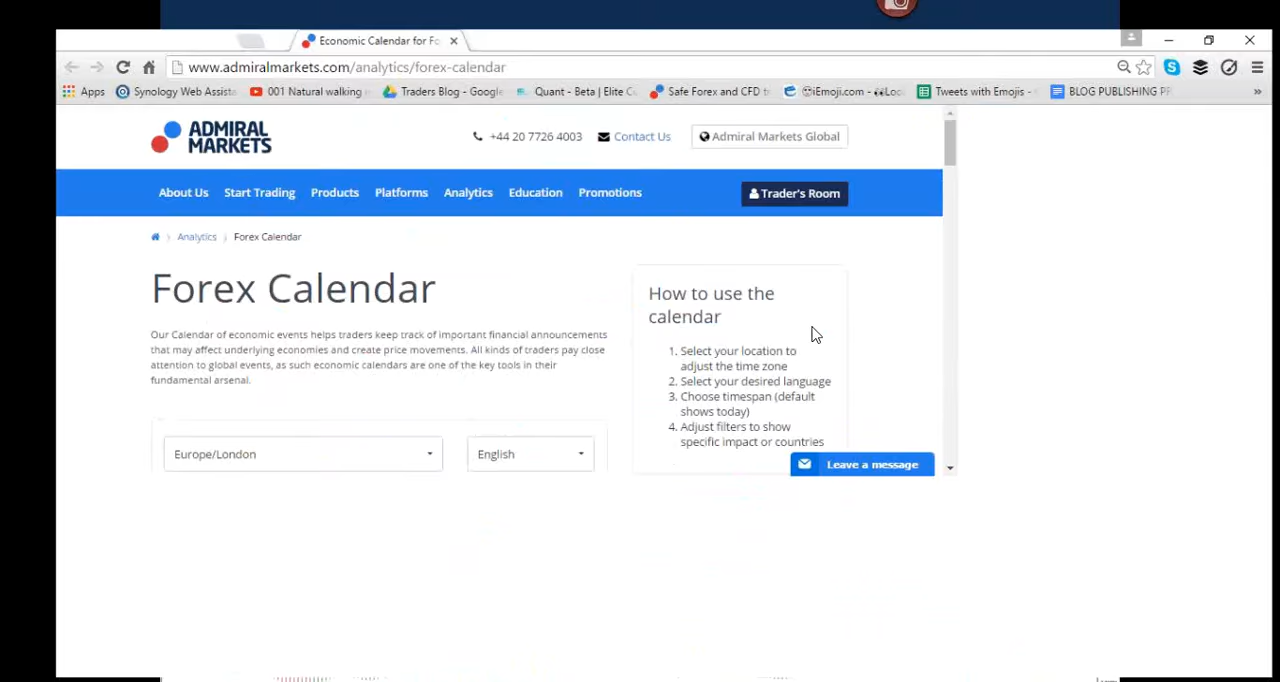 Economic Calendar for Fo
www.admiralmarkets.com/analytics/forex-calendar
Apps Synology Web Assista 001 Natural walking Traders Blog - Google Quant - Beta | Elite C Safe Forex and CFD t iEmoji.com - Loo Tweets with Emojis - BLOG PUBLISHING PR »
ADMIRAL
MARKETS
+44 20 7726 4003 Contact Us Admiral Markets Global
About Us Start Trading Products Platforms Analytics Education Promotions Trader's Room
Analytics Forex Calendar
Forex Calendar
Our Calendar of economic events helps traders keep track of important financial announcements
that may affect underlying economies and create price movements. All kinds of traders pay close
attention to global events, as such economic calendars are one of the key tools in their
fundamental arsenal.
Europe/London English
How to use the
calendar
1. Select your location to
adjust the time zone
2. Select your desired language
3. Choose timespan (default
shows today)
4. Adjust filters to show
specific impact or countries
Leave a message